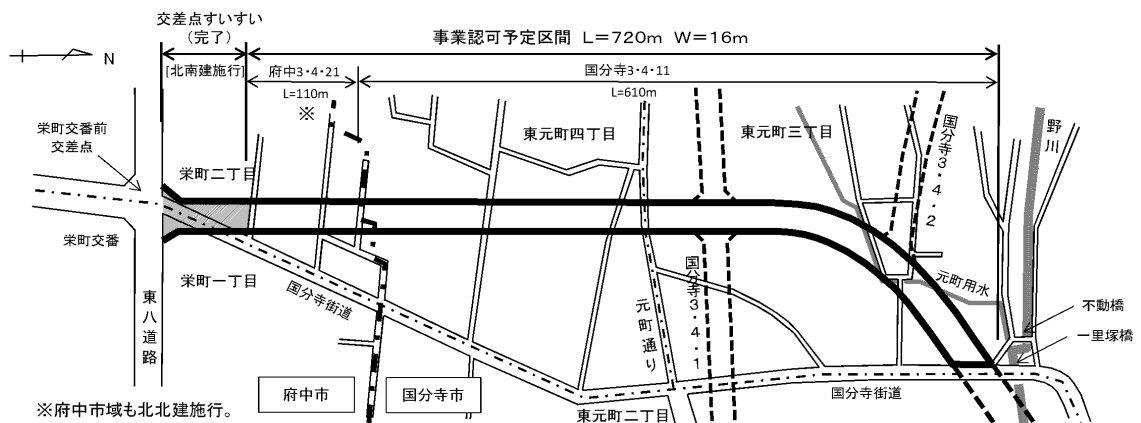 交差点すいすい
（完了）
事業認可予定区間 L=720m W=16m
N
[北南建施行]
府中3・4・21
L=110m
※
国分寺3・4・11
L=610m
栄町交番前
交差点
栄町二丁目
東元町四丁目
東元町三丁目
国分寺3・4・2
野川
栄町交番
栄町一丁目
国分寺街道
東八道路
元町通り
国分寺3・4・1
元町用水
不動橋
一里塚橋
府中市
国分寺市
国分寺街道
東元町二丁目
※府中市域も北北建施行。